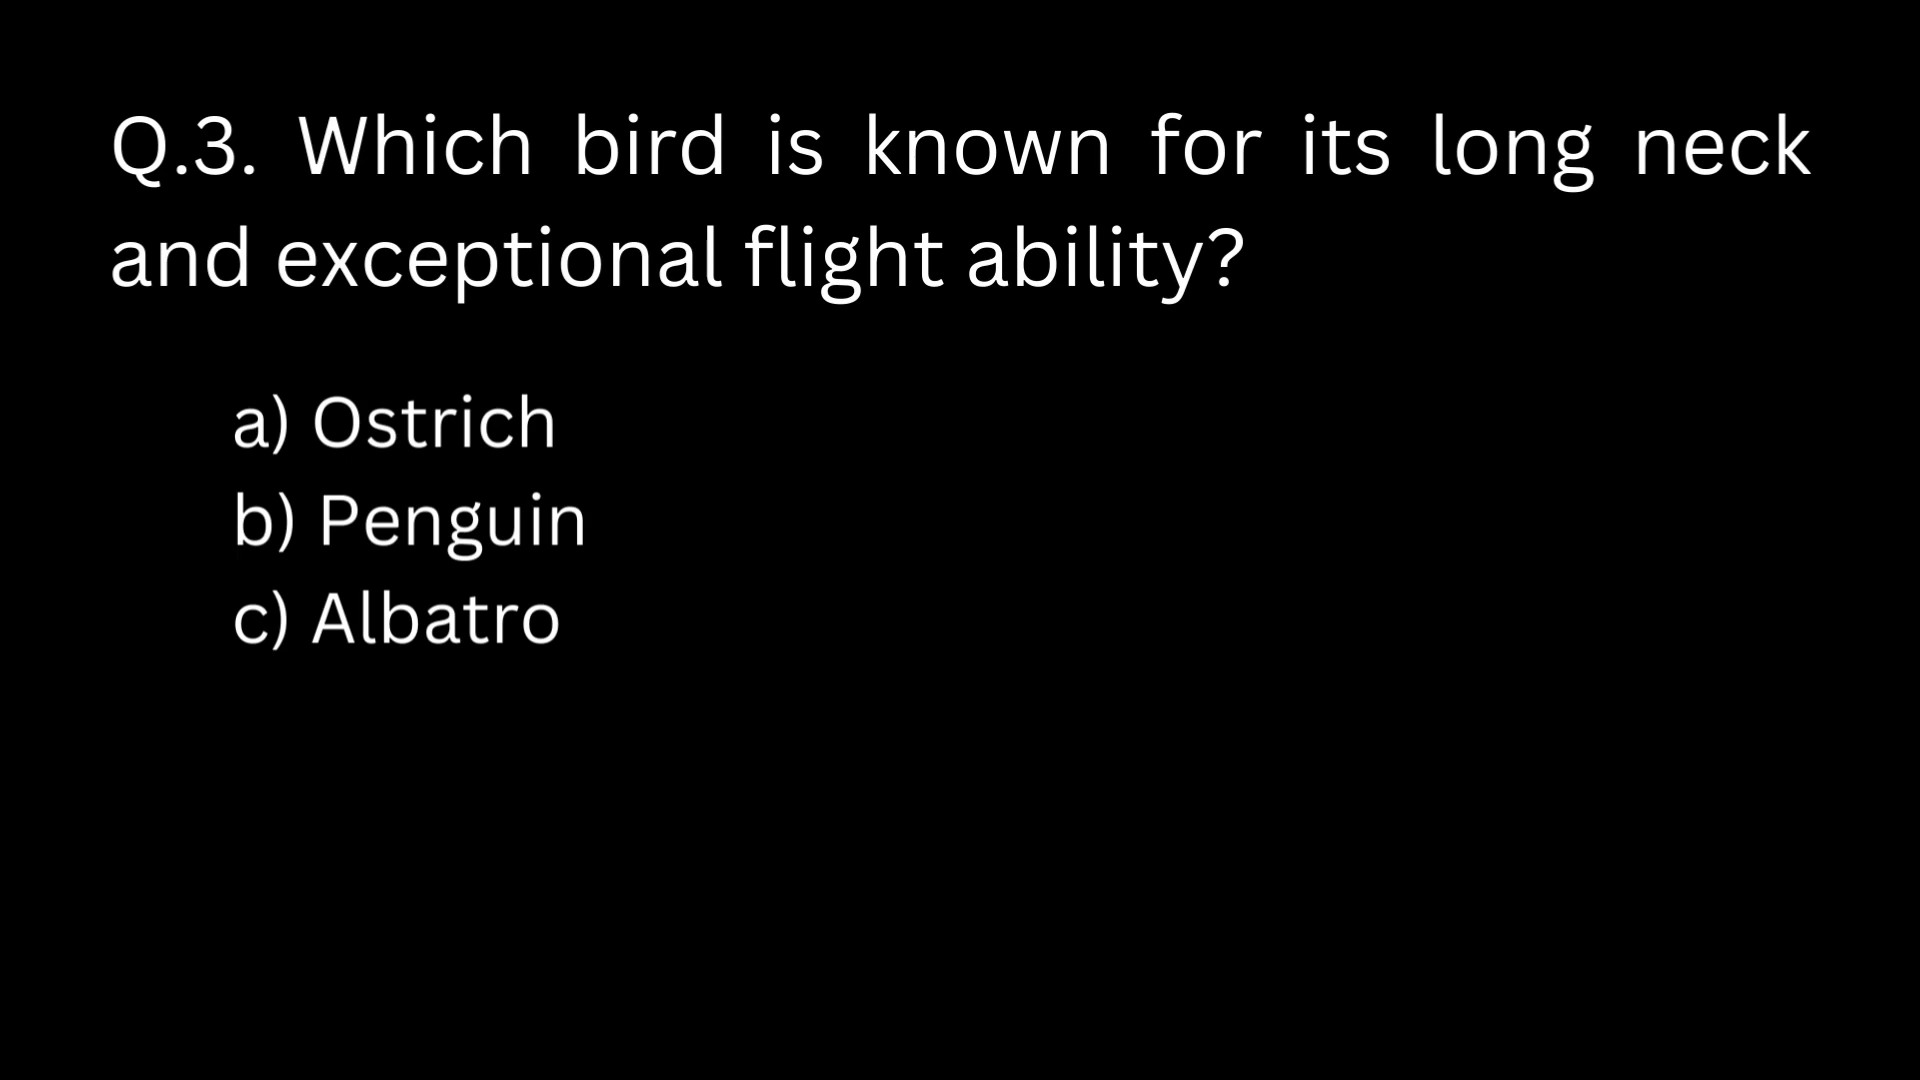 Q.3. Which bird is known for its long neck
and exceptional flight ability?
a) Ostrich
b) Penguin
c) Albatro